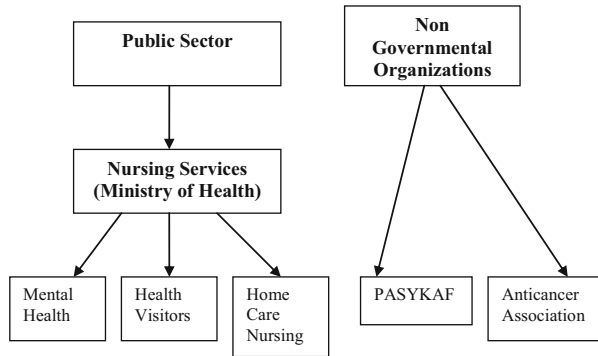 Public Sector
Non
Governmental
Organizations
Nursing Services
(Ministry of Health)
Mental
Health
Health
Visitors
Home
Care
Nursing
PASYKAF
Anticancer
Association